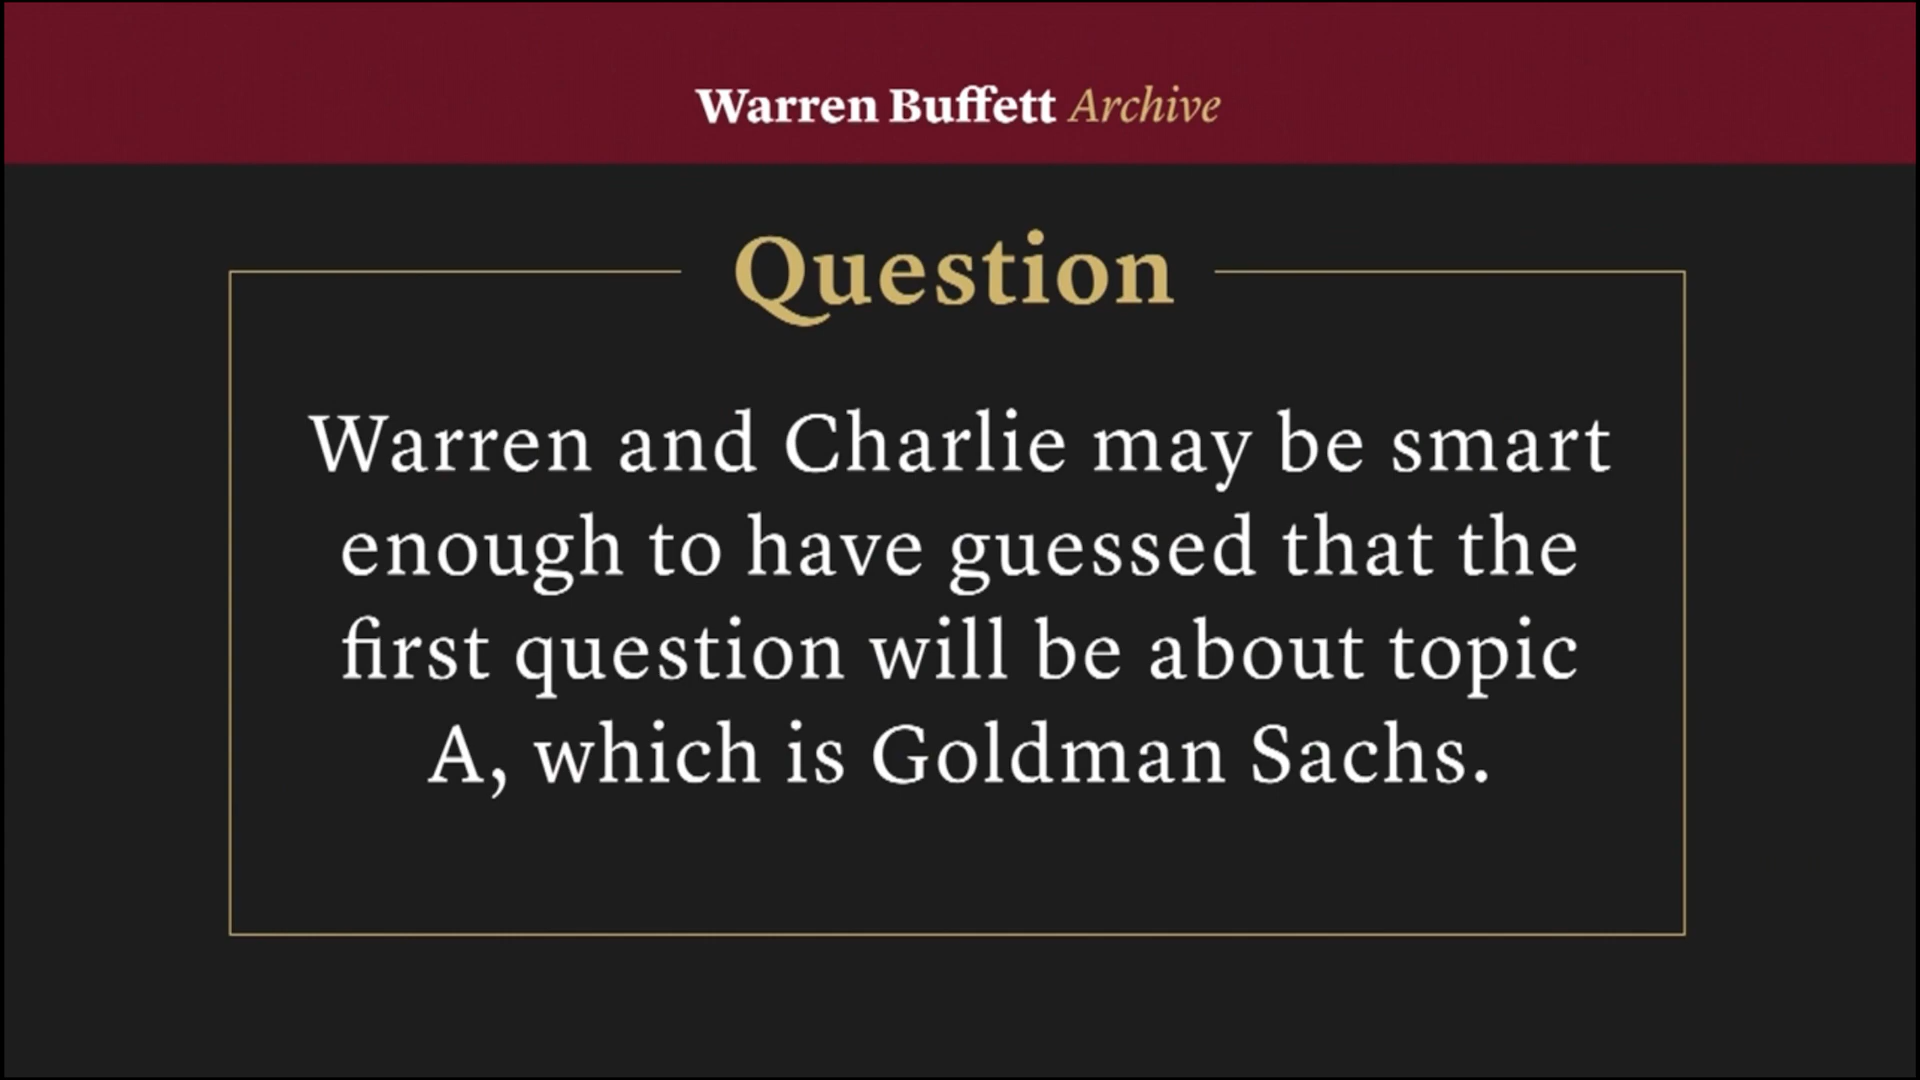 Warren Buffett Archive
Question
Warren and Charlie may be smart
enough to have guessed that the
first question will be about topic
A, which is Goldman Sachs.